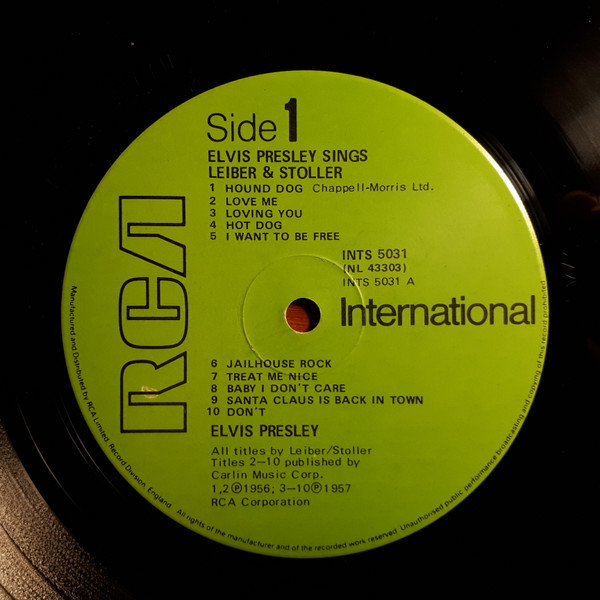 Side 1
ELVIS PRESLEY SINGS
LEIBER & STOLLER
1 HOUND DOG Chappell-Morris Ltd.
2 LOVE ME
3 LOVING YOU
4 HOT DOG
5 I WANT TO BE FREE
INTS 5031
(NL 43303)
INTS 5031 A
RCA
International
6 JAILHOUSE ROCK
7 TREAT ME NICE
8 BABY I DON'T CARE
9 SANTA CLAUS IS BACK IN TOWN
10 DON'T
ELVIS PRESLEY
All titles by Leiber/Stoller
Titles 2–10 published by
Carlin Music Corp.
1,2 Ⓟ 1956; 3–10 Ⓟ 1957
RCA Corporation
Manufactured and Distributed by RCA Limited, Record Division, England. All rights of the manufacturer and of the recorded work reserved. Unauthorised public performance broadcasting and copying of this record prohibited